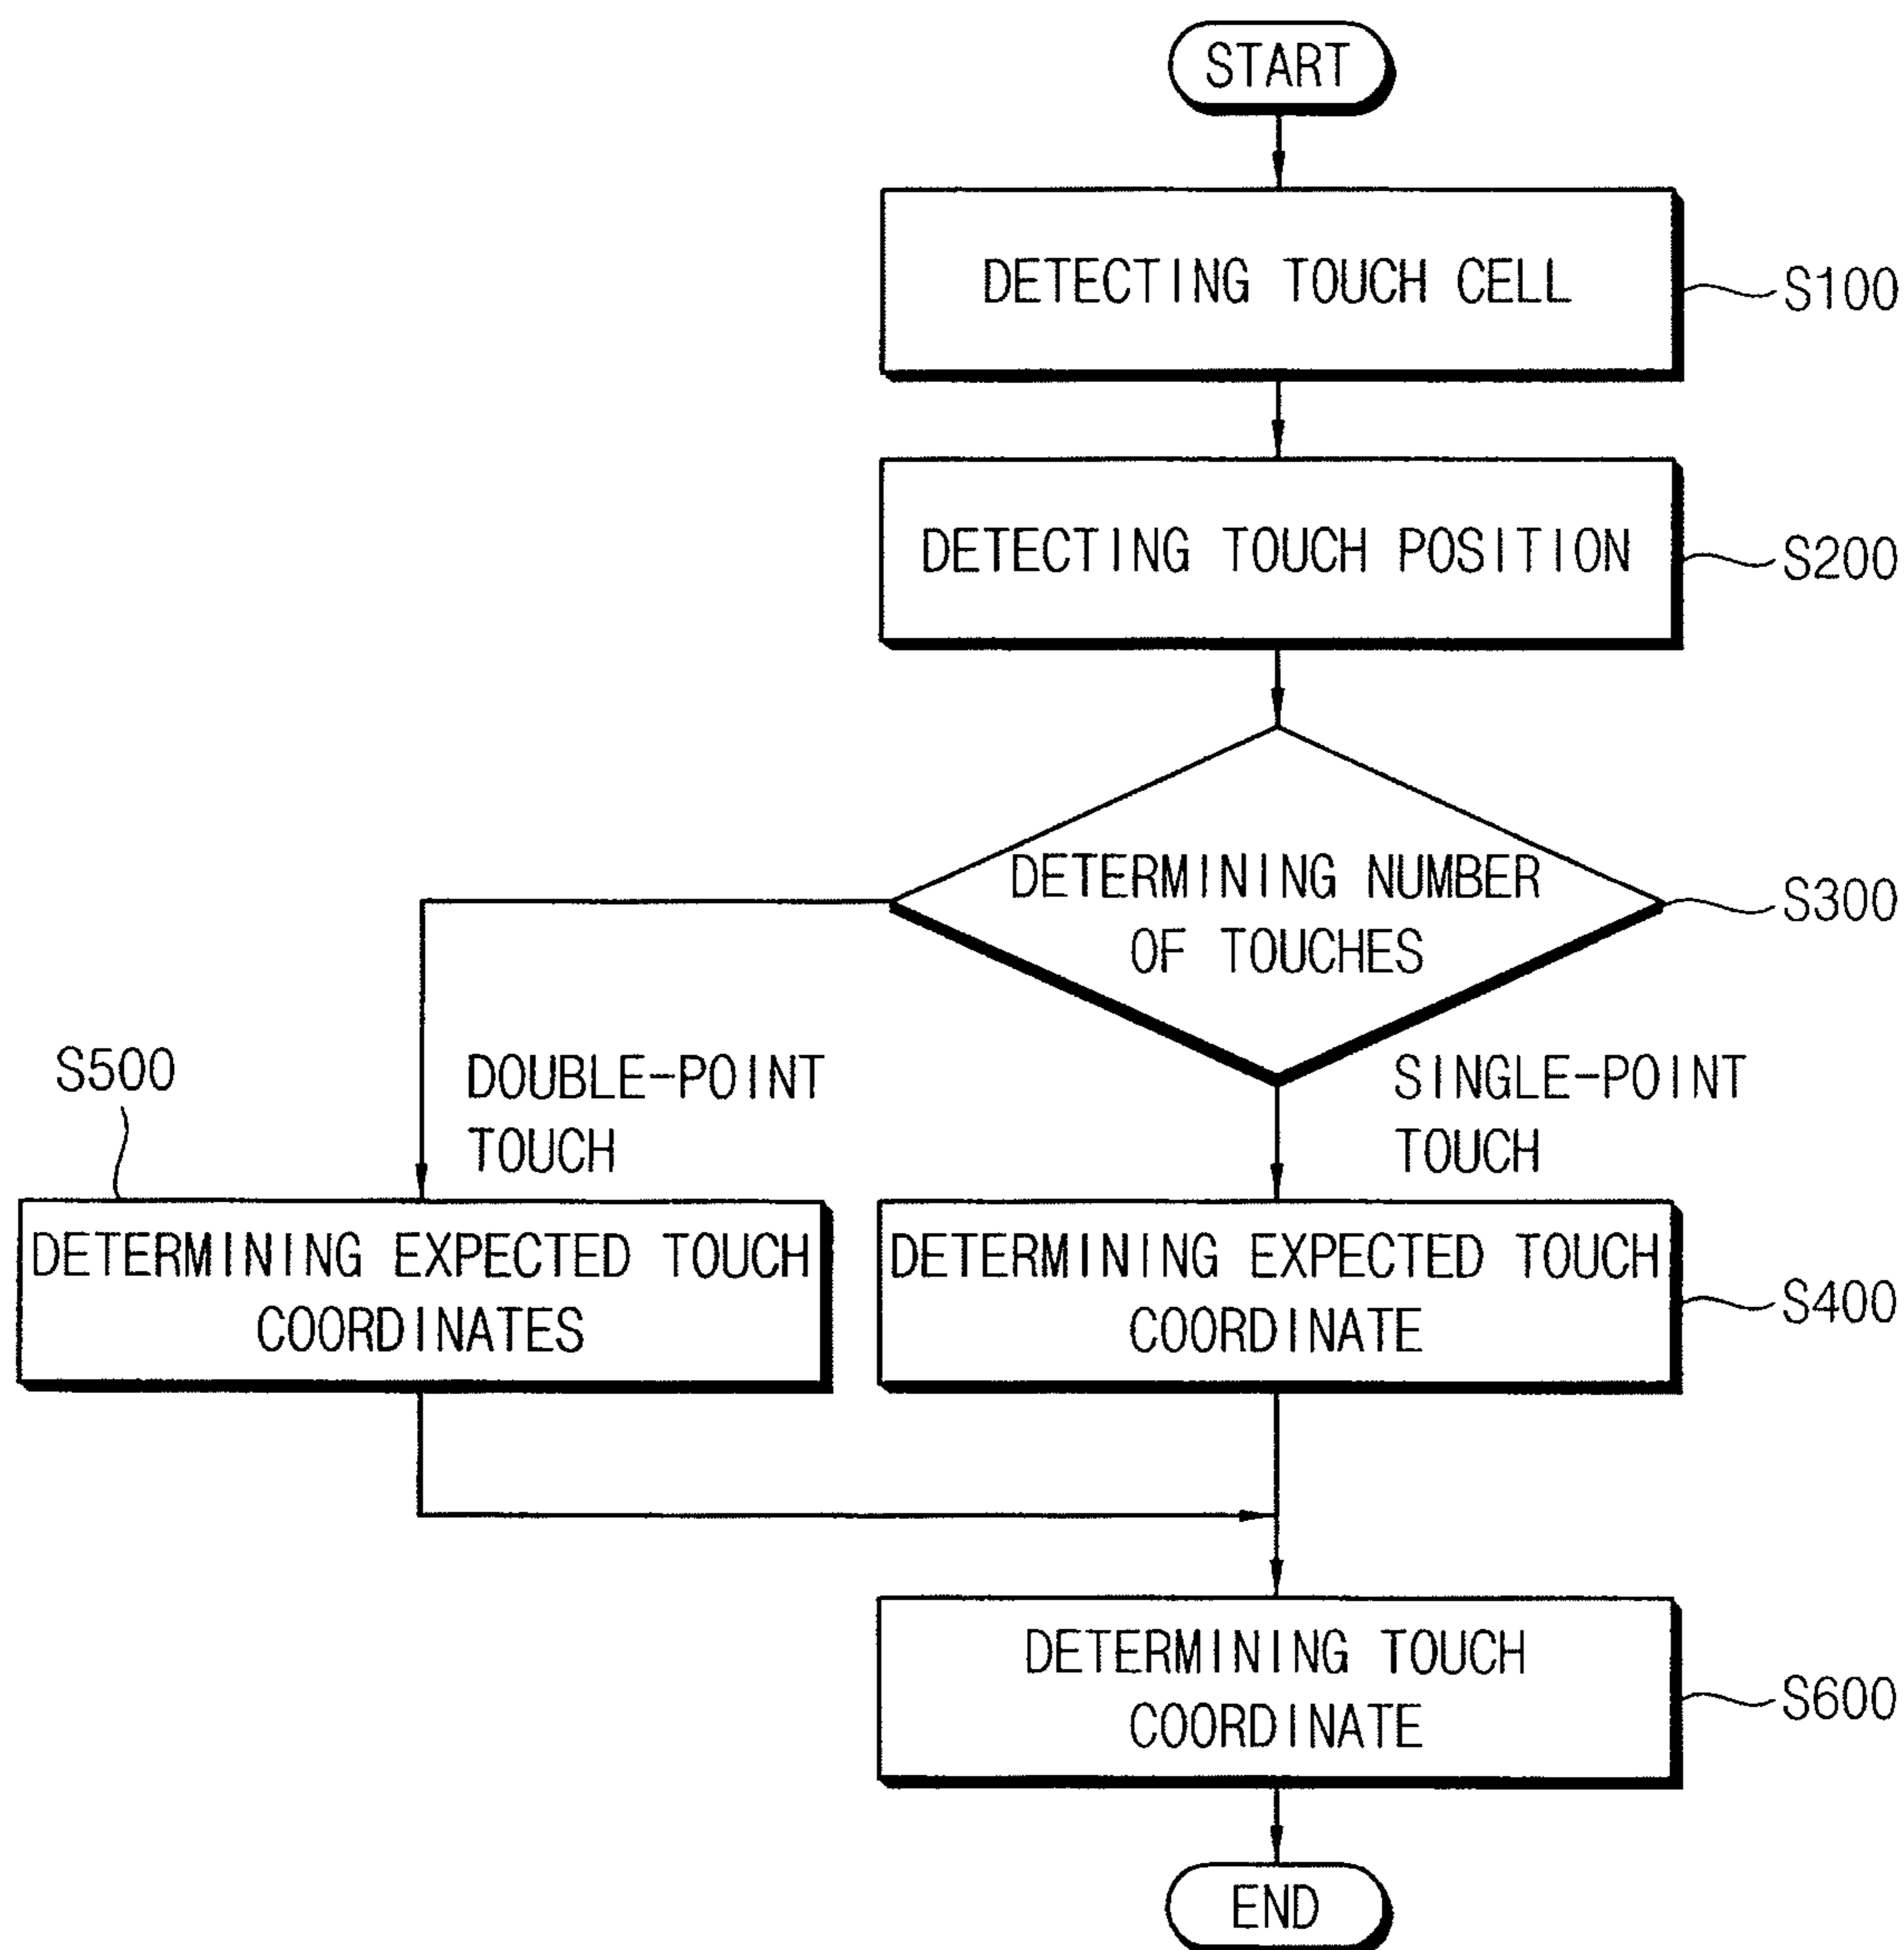 START
DETECTING TOUCH CELL
S100
DETECTING TOUCH POSITION
S200
DETERMINING NUMBER
OF TOUCHES
S300
S500
DOUBLE-POINT
TOUCH
SINGLE-POINT
TOUCH
DETERMINING EXPECTED TOUCH
COORDINATES
DETERMINING EXPECTED TOUCH
COORDINATE
S400
DETERMINING TOUCH
COORDINATE
S600
END